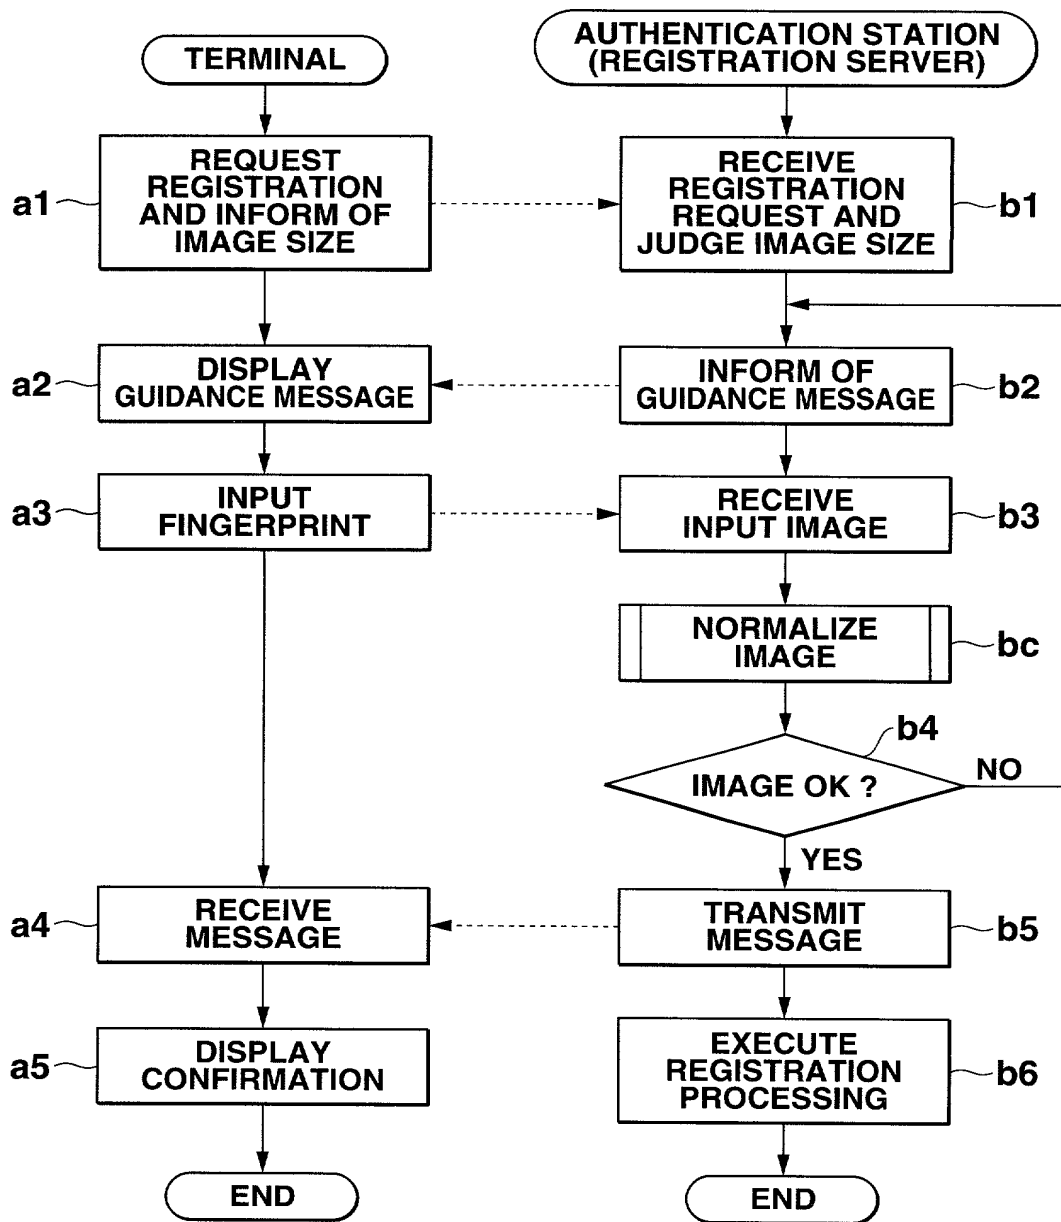 TERMINAL
AUTHENTICATION STATION
(REGISTRATION SERVER)
a1
REQUEST
REGISTRATION
AND INFORM OF
IMAGE SIZE
RECEIVE
REGISTRATION
REQUEST AND
JUDGE IMAGE SIZE
b1
a2
DISPLAY
GUIDANCE MESSAGE
INFORM OF
GUIDANCE MESSAGE
b2
a3
INPUT
FINGERPRINT
RECEIVE
INPUT IMAGE
b3
NORMALIZE
IMAGE
bc
b4
IMAGE OK ?
NO
YES
a4
RECEIVE
MESSAGE
TRANSMIT
MESSAGE
b5
a5
DISPLAY
CONFIRMATION
EXECUTE
REGISTRATION
PROCESSING
b6
END
END